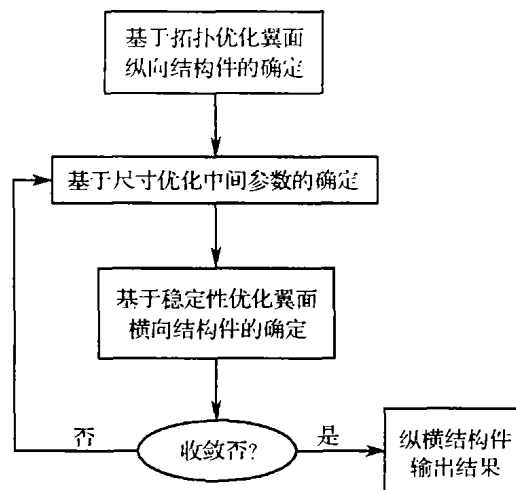 基于拓扑优化翼面
纵向结构件的确定
基于尺寸优化中间参数的确定
基于稳定性优化翼面
横向结构件的确定
否
收敛否?
是
纵横结构件
输出结果